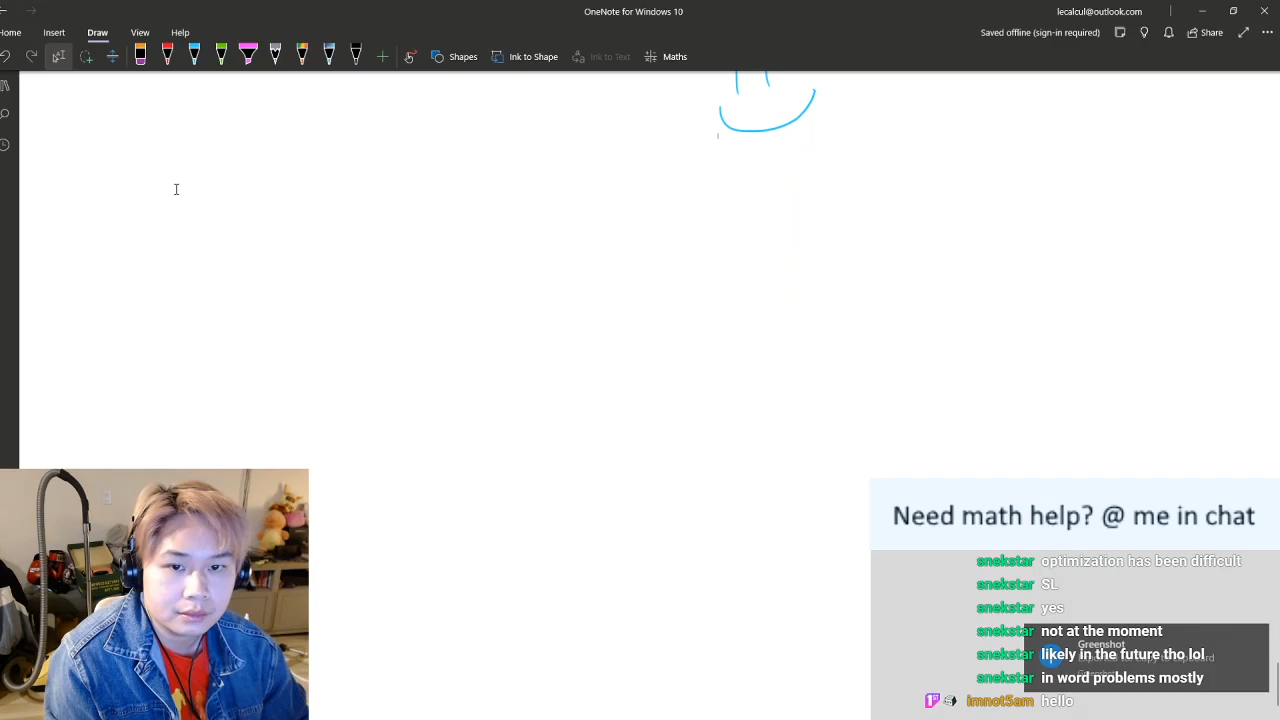 OneNote for Windows 10
lecalcul@outlook.com
Home Insert Draw View Help
Saved offline (sign-in required)
Share
Shapes
Ink to Shape
Ink to Text
Maths
Need math help? @ me in chat
snekstar optimization has been difficult
snekstar SL
snekstar yes
snekstar not at the moment
Greenshot
snekstar likely in the future tho lol
snekstar in word problems mostly
imnot5am hello